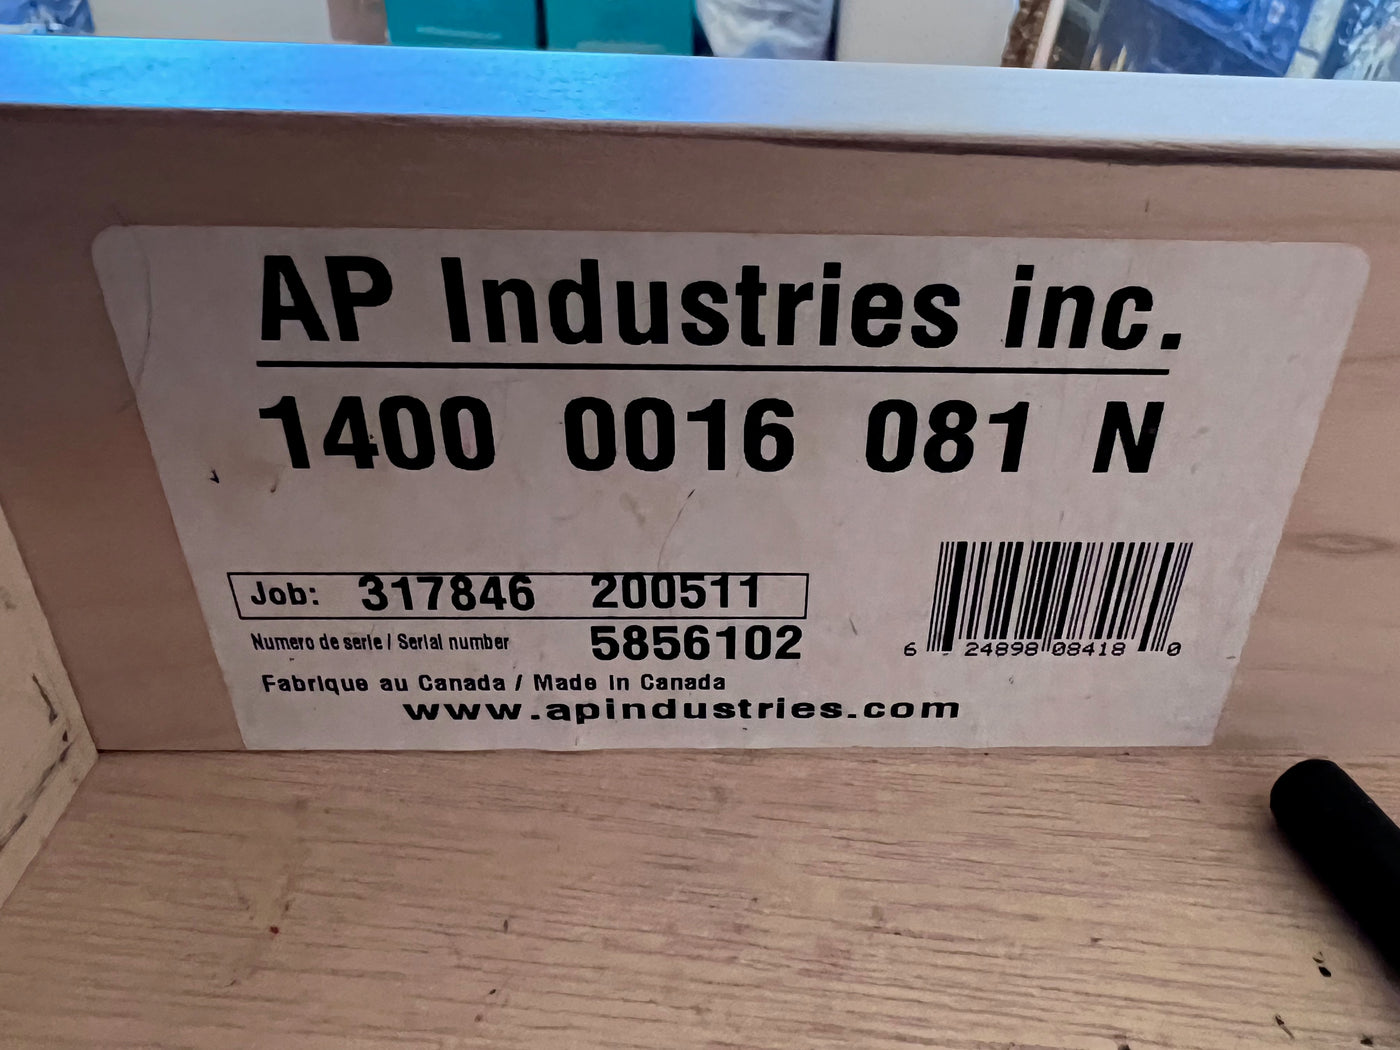 AP Industries inc.
1400 0016 081 N
Job: 317846 200511
Numero de serie / Serial number 5856102
Fabrique au Canada / Made in Canada
www.apindustries.com
6 24898 08418 0